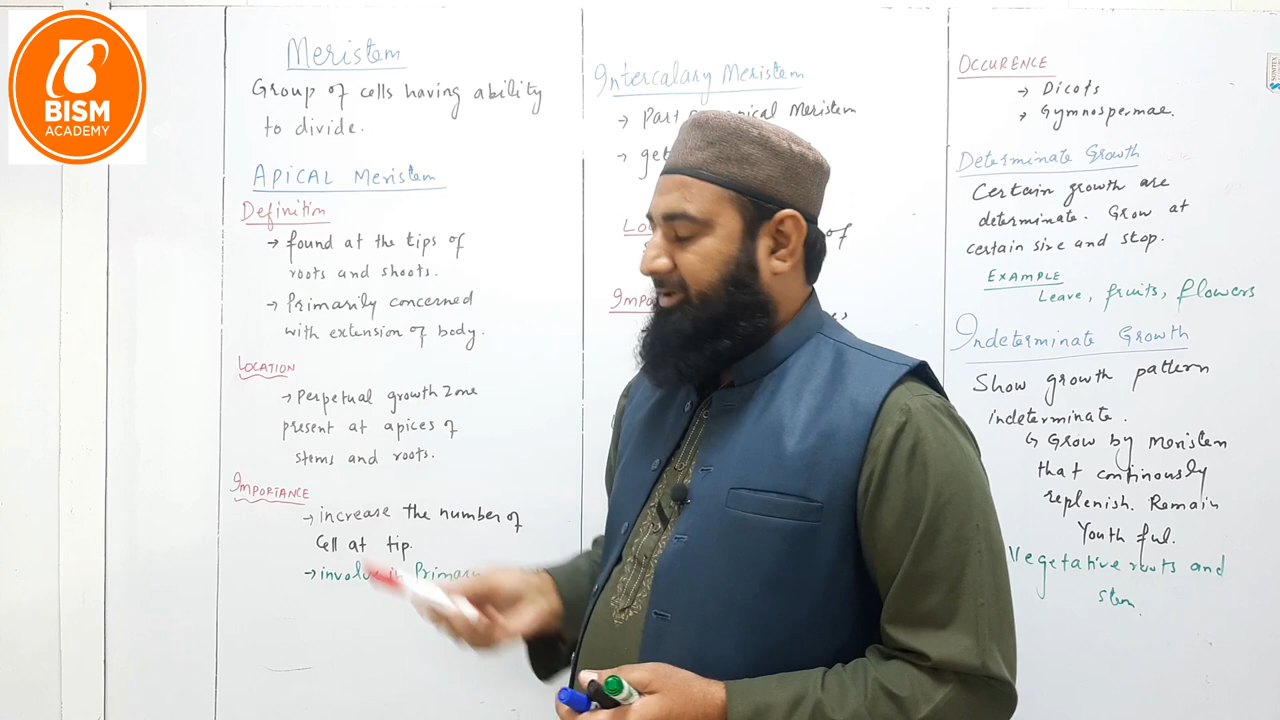 BISM
ACADEMY
Meristem
Group of cells having ability
to divide.
APICAL Meristem
Definition
→ found at the tips of
roots and shoots.
→ Primarily concerned
with extension of body.
LOCATION
→ Perpetual growth Zone
present at apices of
stems and roots.
IMPORTANCE
→ increase the number of
Cell at tip.
→ involve in Primary
Intercalary Meristem
→ Part Meristem
→
of
OCCURENCE
→ Dicots
→ Gymnospermae.
Determinate Growth
Certain growth are
determinate. Grow at
certain size and stop.
EXAMPLE
Leave, fruits, flowers
Indeterminate Growth
Show growth pattern
indeterminate.
↳ Grow by Meristem
that continously
replenish. Remain
Youth ful.
Vegetative roots and
stem.